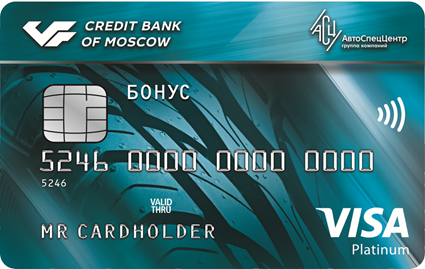 CREDIT BANK
OF MOSCOW
АСЦ
АвтоСпецЦентр
группа компаний
БОНУС
5246 0000 0000 0000
5246
VALID
THRU
MR CARDHOLDER
VISA
Platinum